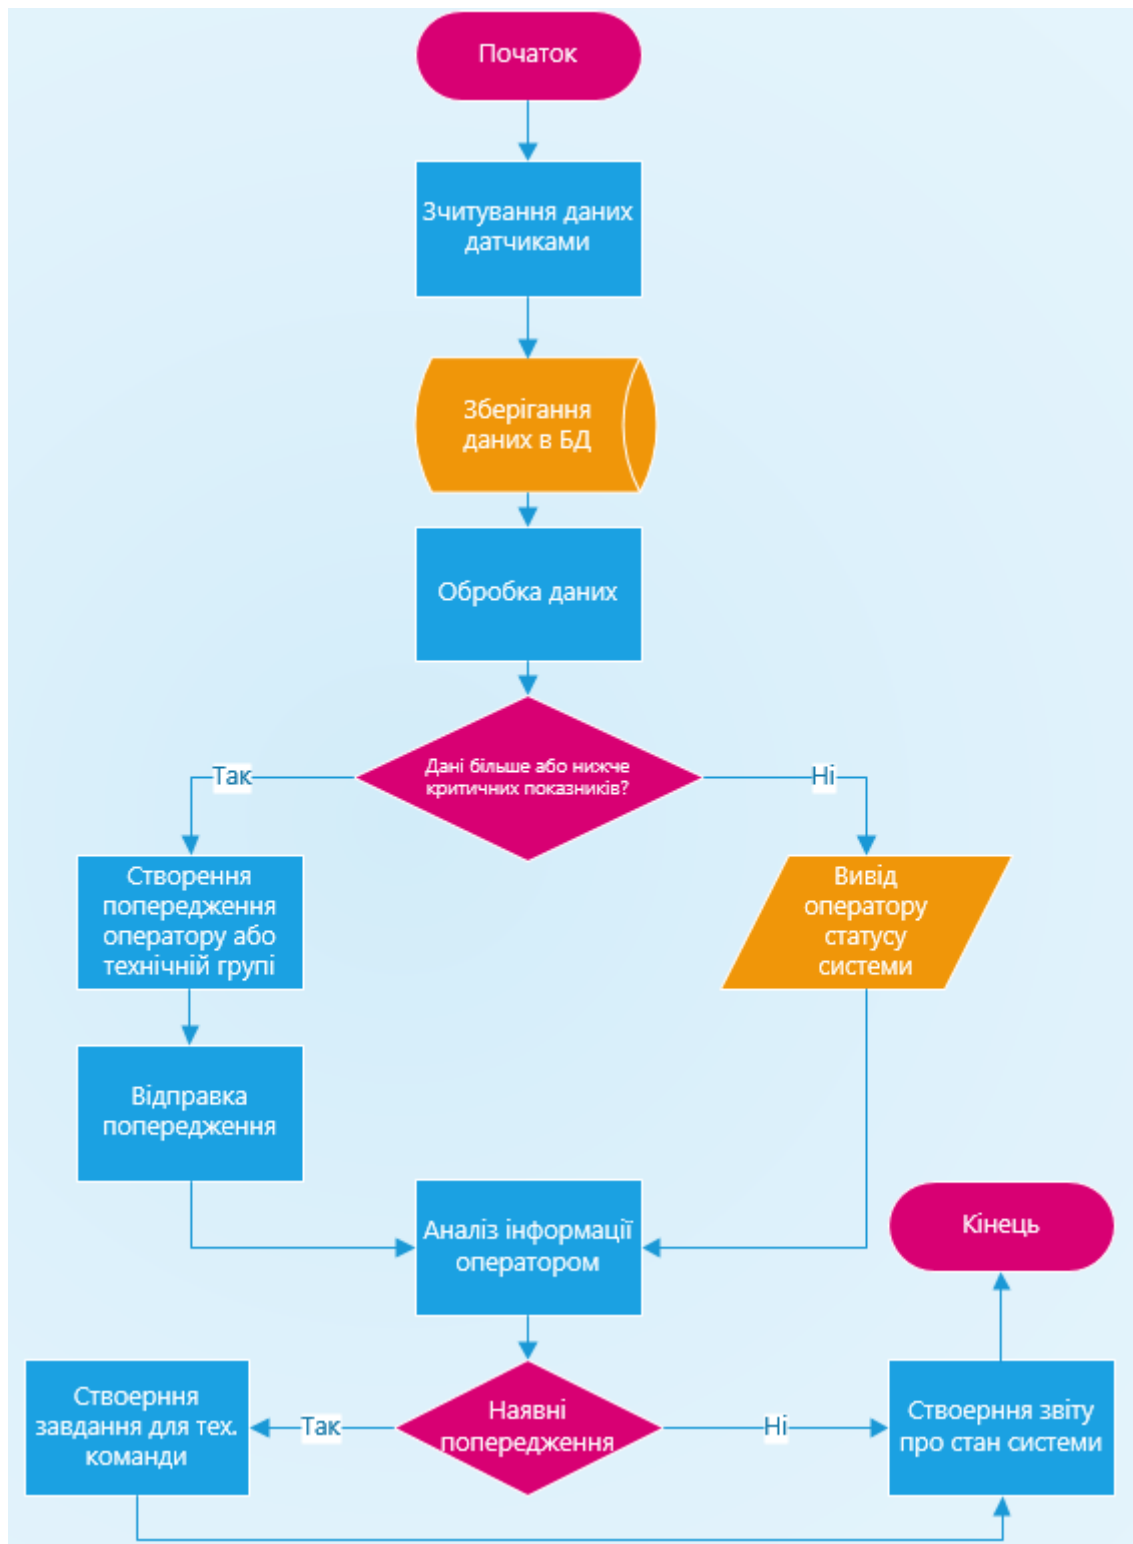 Початок
Зчитування даних
датчиками
Зберігання
даних в БД
Обробка даних
Дані більше або нижче
критичних показників?
Так
Ні
Створення
попередження
оператору або
технічній групі
Вивід
оператору
статусу
системи
Відправка
попередження
Аналіз інформації
оператором
Кінець
Ствоерння
завдання для тех.
команди
Так
Наявні
попередження
Ні
Ствоерння звіту
про стан системи